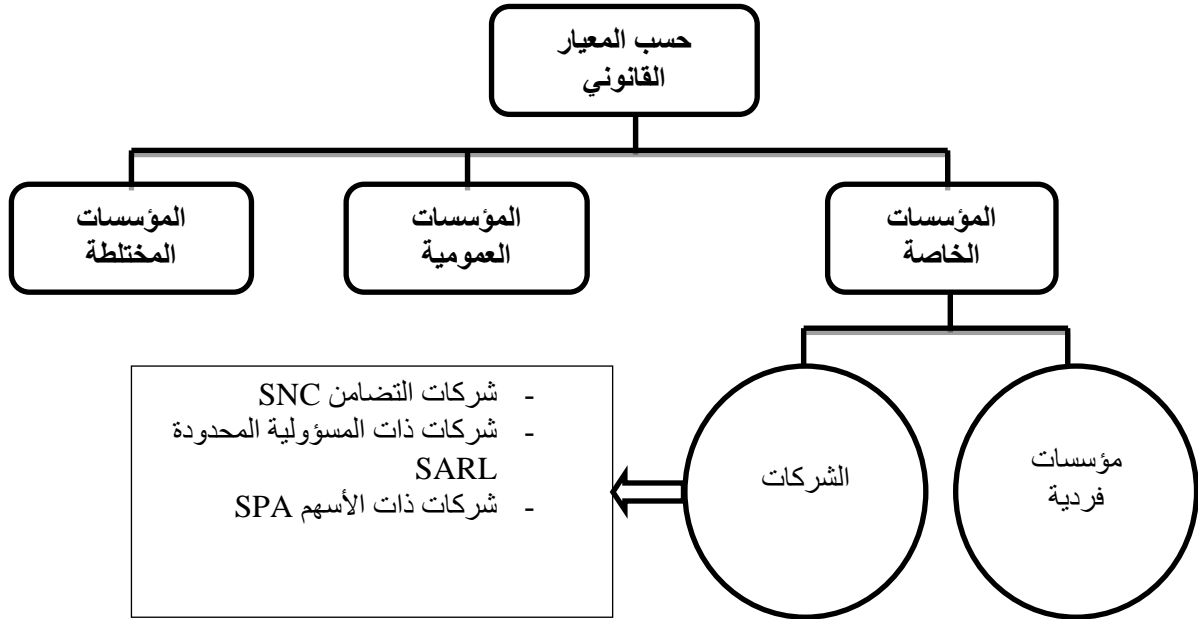 حسب المعيار
القانوني
المؤسسات
الخاصة
المؤسسات
العمومية
المؤسسات
المختلطة
مؤسسات
فردية
الشركات
- شركات التضامن SNC
- شركات ذات المسؤولية المحدودة
SARL
- شركات ذات الأسهم SPA